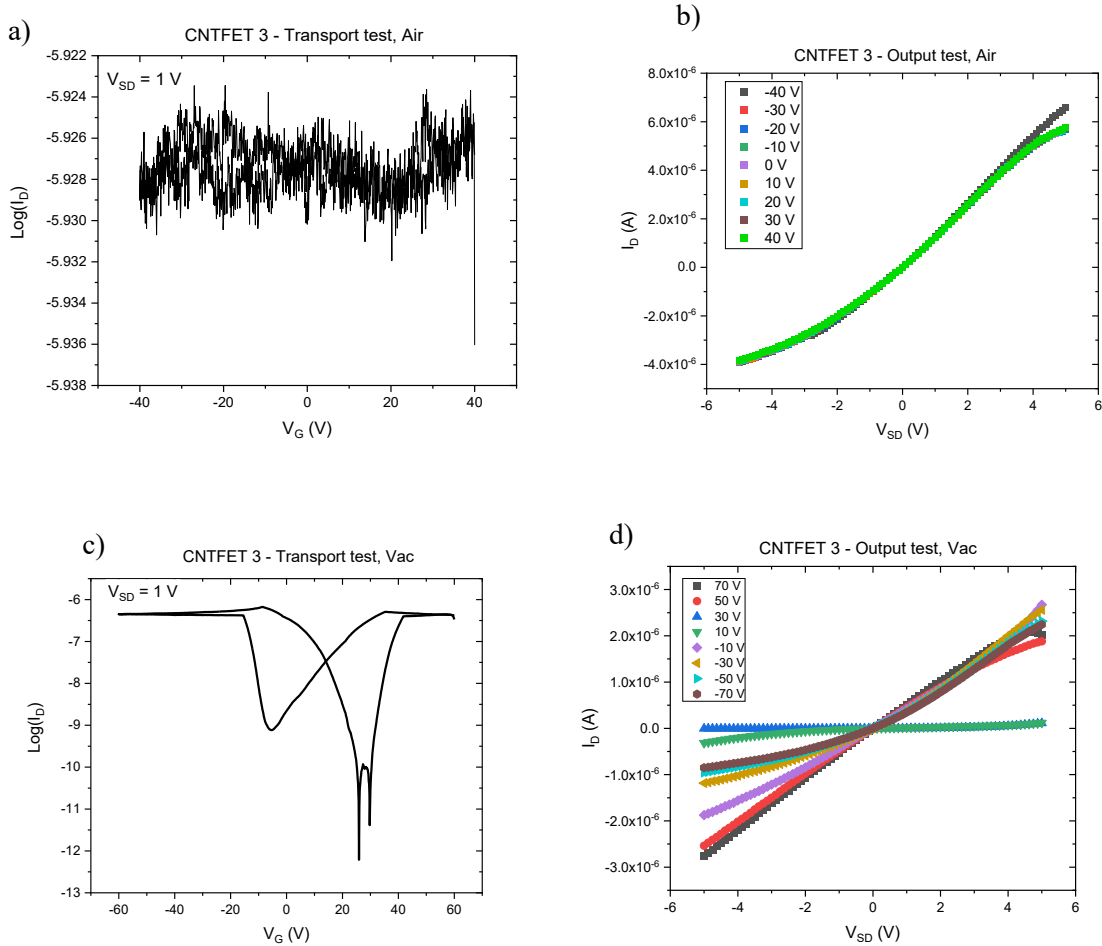 a)
CNTFET 3 - Transport test, Air
V_SD = 1 V
-5.922
-5.924
-5.926
-5.928
-5.930
-5.932
-5.934
-5.936
-5.938
Log(I_D)
-40
-20
0
20
40
V_G (V)
b)
CNTFET 3 - Output test, Air
8.0x10⁻⁶
6.0x10⁻⁶
4.0x10⁻⁶
2.0x10⁻⁶
0.0
-2.0x10⁻⁶
-4.0x10⁻⁶
I_D (A)
-40 V
-30 V
-20 V
-10 V
0 V
10 V
20 V
30 V
40 V
-6
-4
-2
0
2
4
6
V_SD (V)
c)
CNTFET 3 - Transport test, Vac
V_SD = 1 V
-6
-7
-8
-9
-10
-11
-12
-13
Log(I_D)
-60
-40
-20
0
20
40
60
V_G (V)
d)
CNTFET 3 - Output test, Vac
3.0x10⁻⁶
2.0x10⁻⁶
1.0x10⁻⁶
0.0
-1.0x10⁻⁶
-2.0x10⁻⁶
-3.0x10⁻⁶
I_D (A)
70 V
50 V
30 V
10 V
-10 V
-30 V
-50 V
-70 V
-6
-4
-2
0
2
4
6
V_SD (V)